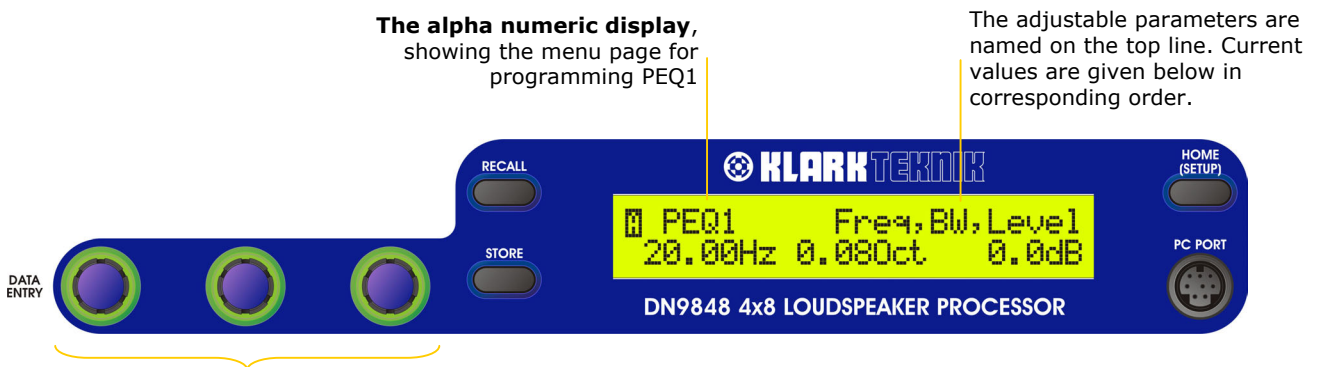 The alpha numeric display,
showing the menu page for
programming PEQ1
The adjustable parameters are
named on the top line. Current
values are given below in
corresponding order.
RECALL
KLARK TEKNIK
HOME
(SETUP)
A PEQ1 Freq,BW,Level
20.00Hz 0.08Oct 0.0dB
STORE
PC PORT
DATA
ENTRY
DN9848 4x8 LOUDSPEAKER PROCESSOR